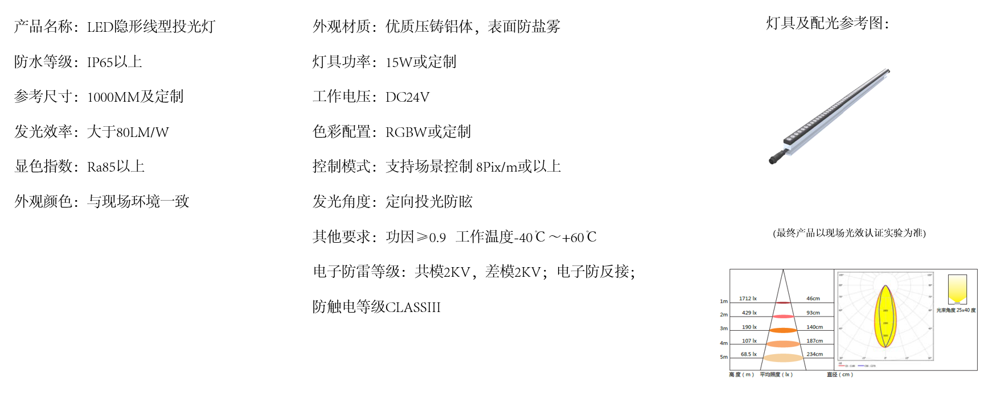 产品名称：LED隐形线型投光灯
防水等级：IP65以上
参考尺寸：1000MM及定制
发光效率：大于80LM/W
显色指数：Ra85以上
外观颜色：与现场环境一致
外观材质：优质压铸铝体，表面防盐雾
灯具功率：15W或定制
工作电压：DC24V
色彩配置：RGBW或定制
控制模式：支持场景控制 8Pix/m或以上
发光角度：定向投光防眩
其他要求：功因≥0.9 工作温度-40℃～+60℃
电子防雷等级：共模2KV，差模2KV；电子防反接；
防触电等级CLASSIII
灯具及配光参考图：
(最终产品以现场光效认证实验为准)
1m 1712 lx 46cm
2m 429 lx 93cm
3m 190 lx 140cm
4m 107 lx 187cm
5m 68.5 lx 234cm
高 度（m） 平均照度（lx） 直径（cm）
光束角度 25x40 度